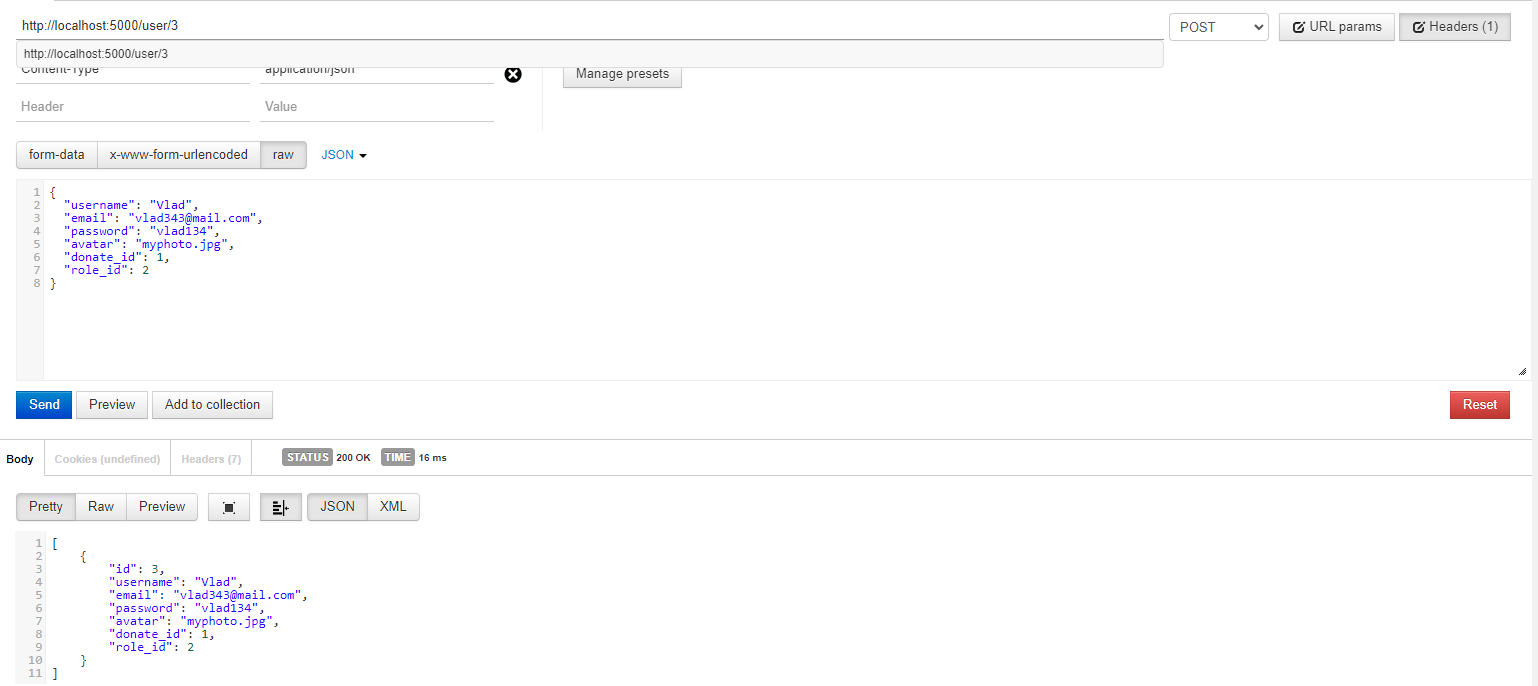 http://localhost:5000/user/3 POST URL params Headers (1)
http://localhost:5000/user/3
Content-Type application/json Manage presets
Header Value
form-data x-www-form-urlencoded raw JSON
1 {
2 "username": "Vlad",
3 "email": "vlad343@mail.com",
4 "password": "vlad134",
5 "avatar": "myphoto.jpg",
6 "donate_id": 1,
7 "role_id": 2
8 }
Send Preview Add to collection Reset
Body Cookies (undefined) Headers (7) STATUS 200 OK TIME 16 ms
Pretty Raw Preview JSON XML
1 [
2 {
3 "id": 3,
4 "username": "Vlad",
5 "email": "vlad343@mail.com",
6 "password": "vlad134",
7 "avatar": "myphoto.jpg",
8 "donate_id": 1,
9 "role_id": 2
10 }
11 ]